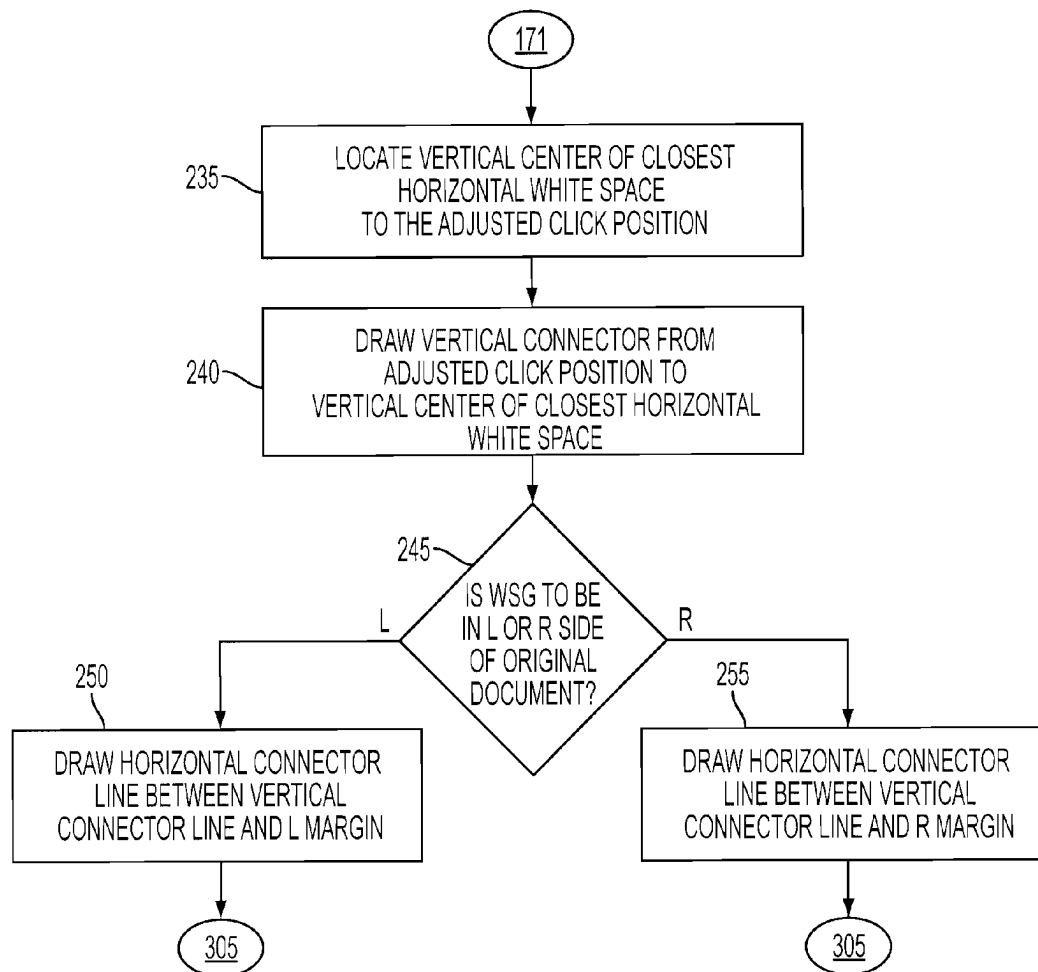 171
235
LOCATE VERTICAL CENTER OF CLOSEST
HORIZONTAL WHITE SPACE
TO THE ADJUSTED CLICK POSITION
240
DRAW VERTICAL CONNECTOR FROM
ADJUSTED CLICK POSITION TO
VERTICAL CENTER OF CLOSEST HORIZONTAL
WHITE SPACE
245
IS WSG TO BE
IN L OR R SIDE
OF ORIGINAL
DOCUMENT?
L
R
250
DRAW HORIZONTAL CONNECTOR
LINE BETWEEN VERTICAL
CONNECTOR LINE AND L MARGIN
305
255
DRAW HORIZONTAL CONNECTOR
LINE BETWEEN VERTICAL
CONNECTOR LINE AND R MARGIN
305